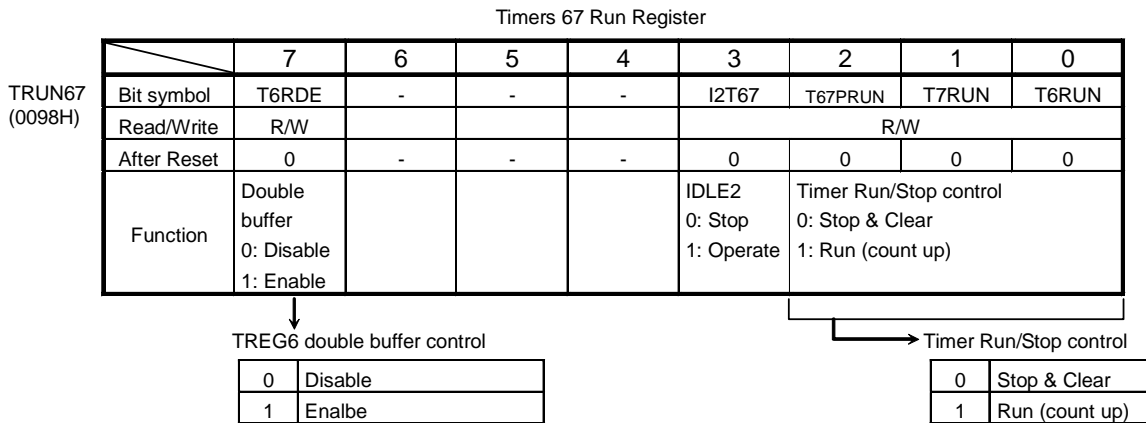 Timers 67 Run Register
7 6 5 4 3 2 1 0
TRUN67 Bit symbol T6RDE - - - I2T67 T67PRUN T7RUN T6RUN
(0098H) Read/Write R/W R/W
After Reset 0 - - - 0 0 0 0
Function
Double
buffer
0: Disable
1: Enable
IDLE2
0: Stop
1: Operate
Timer Run/Stop control
0: Stop & Clear
1: Run (count up)
TREG6 double buffer control
0 Disable
1 Enalbe
Timer Run/Stop control
0 Stop & Clear
1 Run (count up)